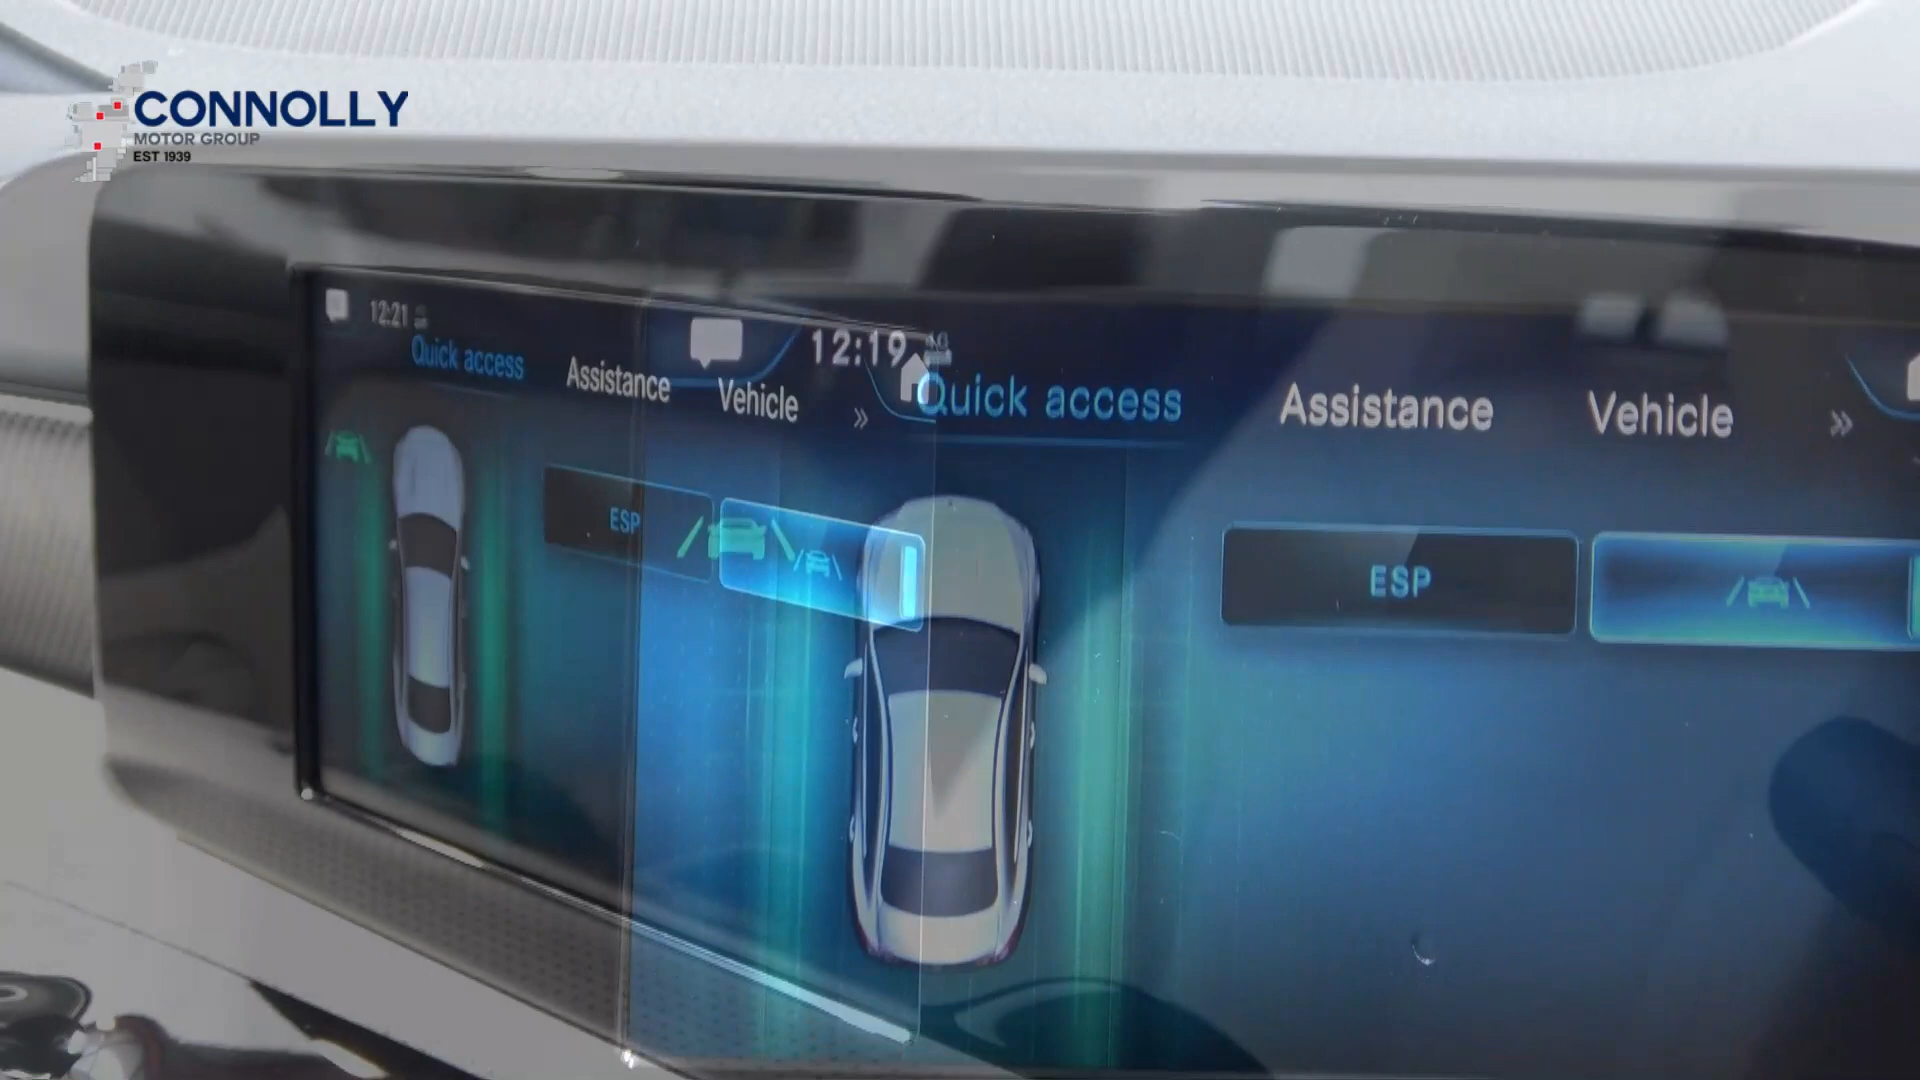 CONNOLLY
MOTOR GROUP
EST 1939
12:21
Quick access
Assistance
Vehicle
»
ESP
12:19
4G
Quick access
Assistance
Vehicle
»
ESP